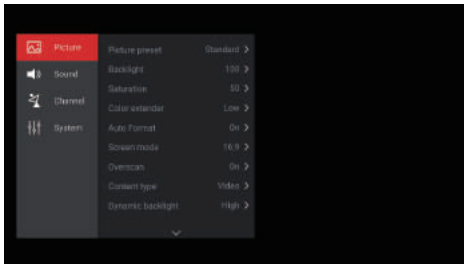 Picture
Sound
Channel
System
Picture preset Standard
Backlight 100
Saturation 50
Color extender Low
Auto Format On
Screen mode 16:9
Overscan On
Content type Video
Dynamic backlight High